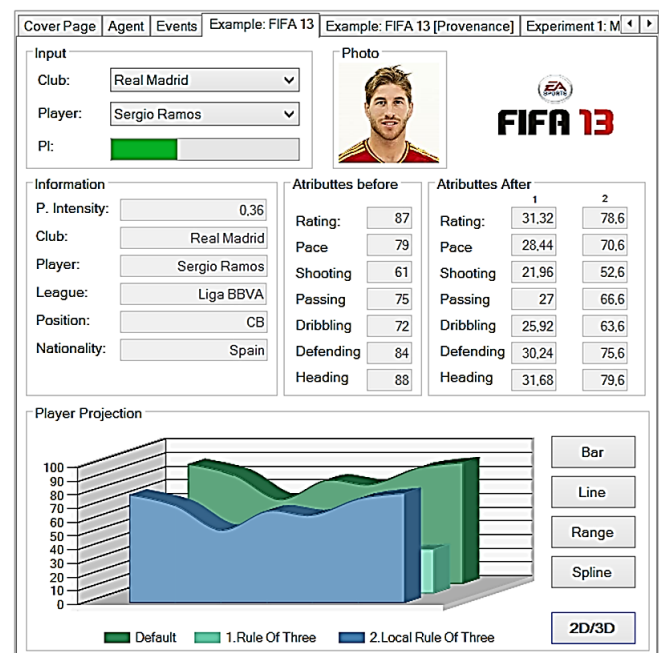 Cover Page Agent Events Example: FIFA 13 Example: FIFA 13 [Provenance] Experiment 1: M
Input
Club: Real Madrid
Player: Sergio Ramos
PI:
Photo
EA
SPORTS
FIFA 13
Information
P. Intensity: 0,36
Club: Real Madrid
Player: Sergio Ramos
League: Liga BBVA
Position: CB
Nationality: Spain
Atributtes before
Rating: 87
Pace 79
Shooting 61
Passing 75
Dribbling 72
Defending 84
Heading 88
Atributtes After
1 2
Rating: 31,32 78,6
Pace 28,44 70,6
Shooting 21,96 52,6
Passing 27 66,6
Dribbling 25,92 63,6
Defending 30,24 75,6
Heading 31,68 79,6
Player Projection
100
90
80
70
60
50
40
30
20
10
0
Default 1.Rule Of Three 2.Local Rule Of Three
Bar
Line
Range
Spline
2D/3D